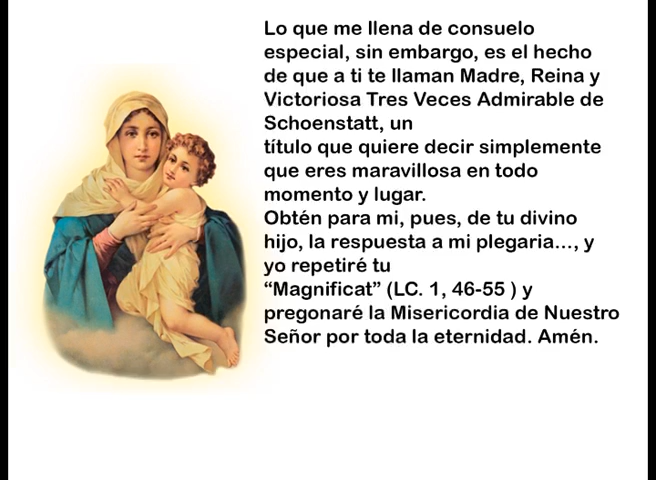 Lo que me llena de consuelo
especial, sin embargo, es el hecho
de que a ti te llaman Madre, Reina y
Victoriosa Tres Veces Admirable de
Schoenstatt, un
título que quiere decir simplemente
que eres maravillosa en todo
momento y lugar.
Obtén para mi, pues, de tu divino
hijo, la respuesta a mi plegaria..., y
yo repetiré tu
“Magnificat” (LC. 1, 46-55 ) y
pregonaré la Misericordia de Nuestro
Señor por toda la eternidad. Amén.